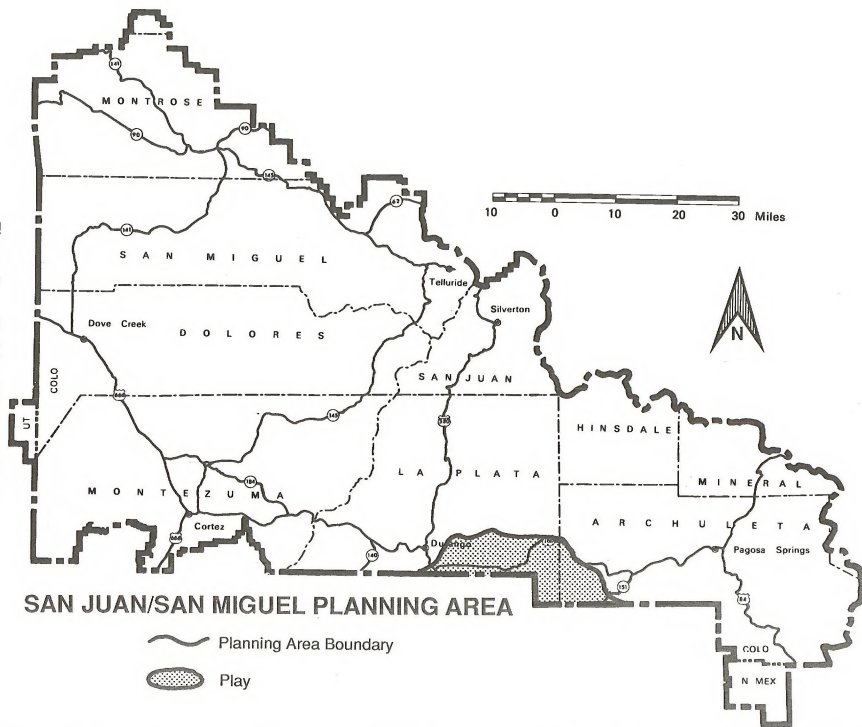 141
MONTROSE
90
90
145
62
10 0 10 20 30 Miles
141
SAN MIGUEL
Telluride
Silverton
N
Dove Creek
DOLORES
COLO
SAN JUAN
UT
666
145
550
HINSDALE
LA PLATA
MINERAL
184
MONTEZUMA
ARCHULETA
Cortez
666
Durango
160
140
Pagosa Springs
151
84
SAN JUAN/SAN MIGUEL PLANNING AREA
Planning Area Boundary
COLO
N MEX
Play